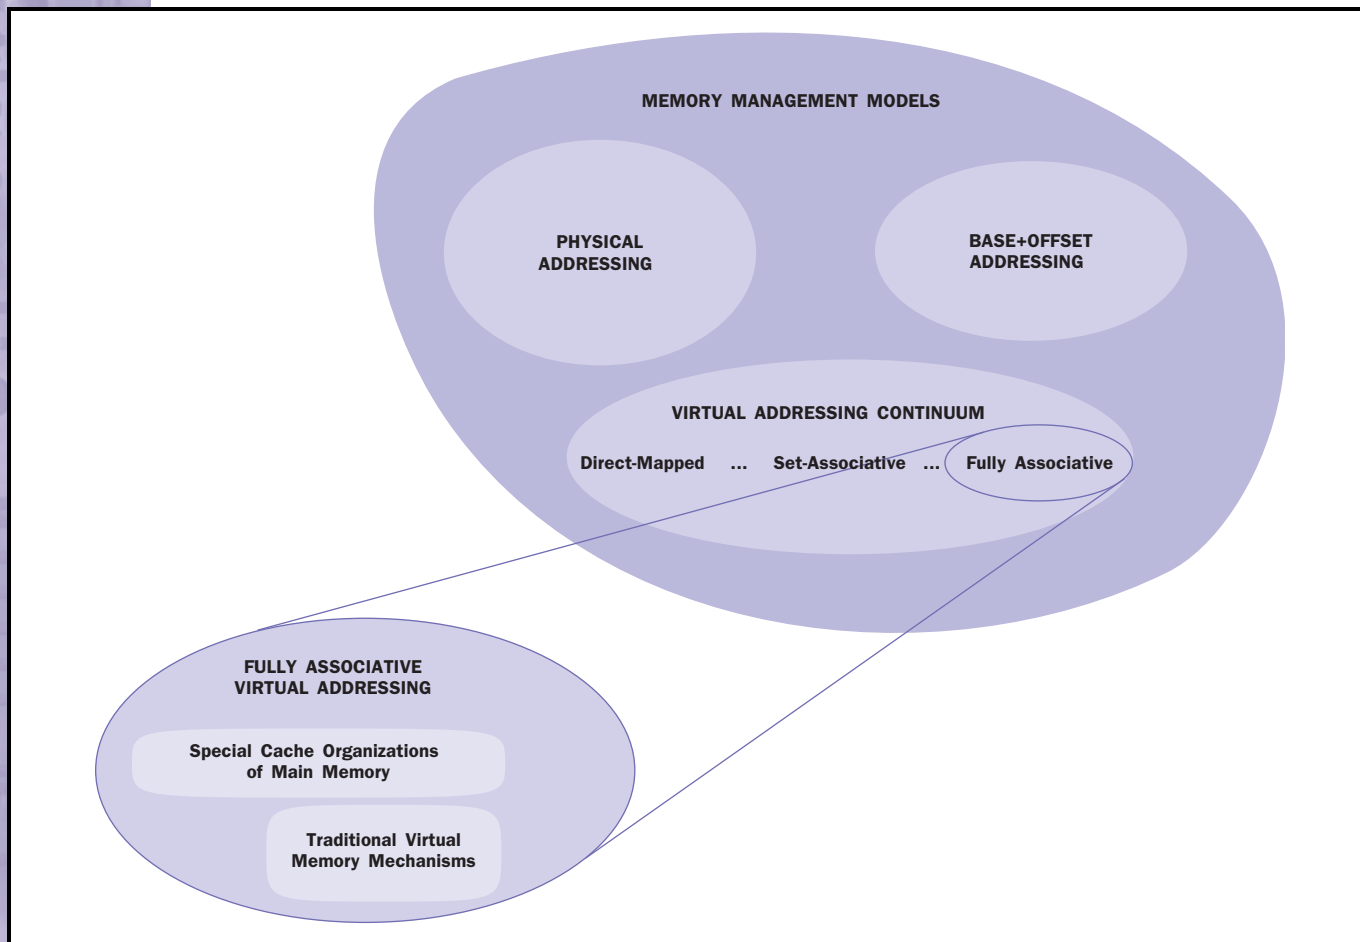 MEMORY MANAGEMENT MODELS
PHYSICAL
ADDRESSING
BASE+OFFSET
ADDRESSING
VIRTUAL ADDRESSING CONTINUUM
Direct-Mapped ... Set-Associative ... Fully Associative
FULLY ASSOCIATIVE
VIRTUAL ADDRESSING
Special Cache Organizations
of Main Memory
Traditional Virtual
Memory Mechanisms